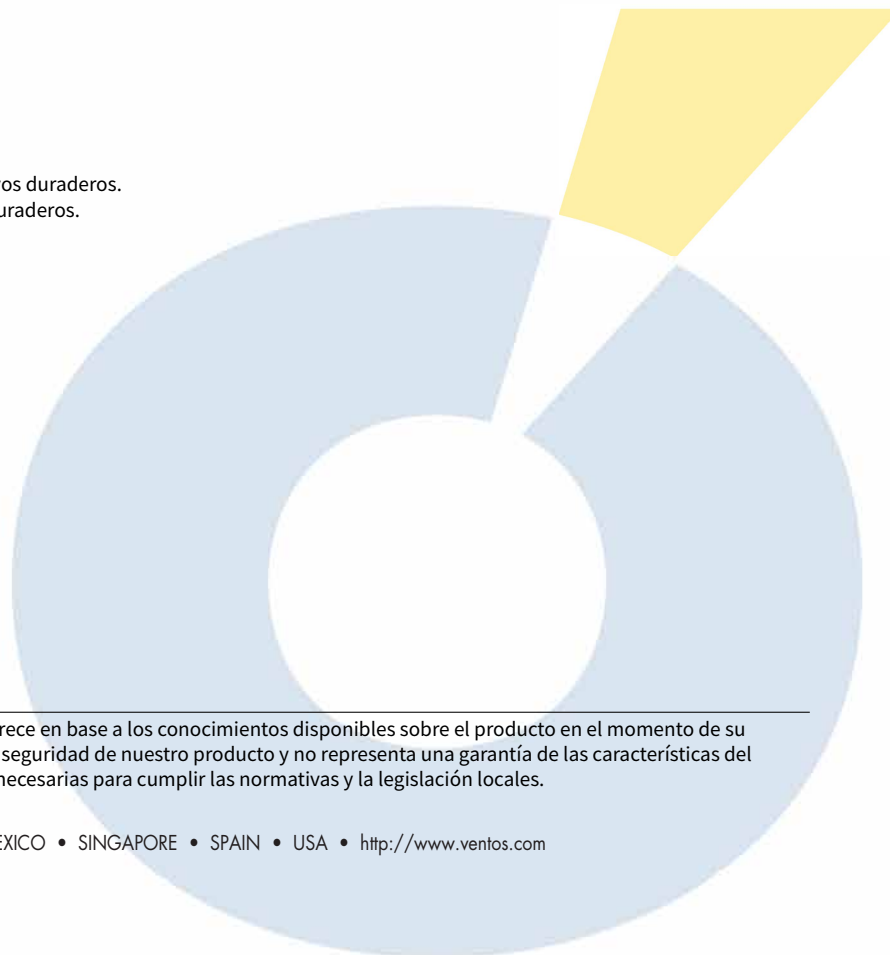 os duraderos.
uraderos.
rece en base a los conocimientos disponibles sobre el producto en el momento de su
seguridad de nuestro producto y no representa una garantía de las características del
necesarias para cumplir las normativas y la legislación locales.
EXICO • SINGAPORE • SPAIN • USA • http://www.ventos.com